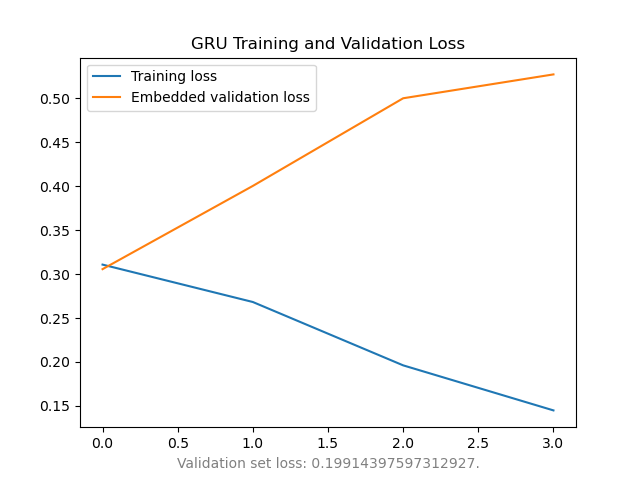 GRU Training and Validation Loss
Training loss
Embedded validation loss
0.50
0.45
0.40
0.35
0.30
0.25
0.20
0.15
0.0 0.5 1.0 1.5 2.0 2.5 3.0
Validation set loss: 0.19914397597312927.